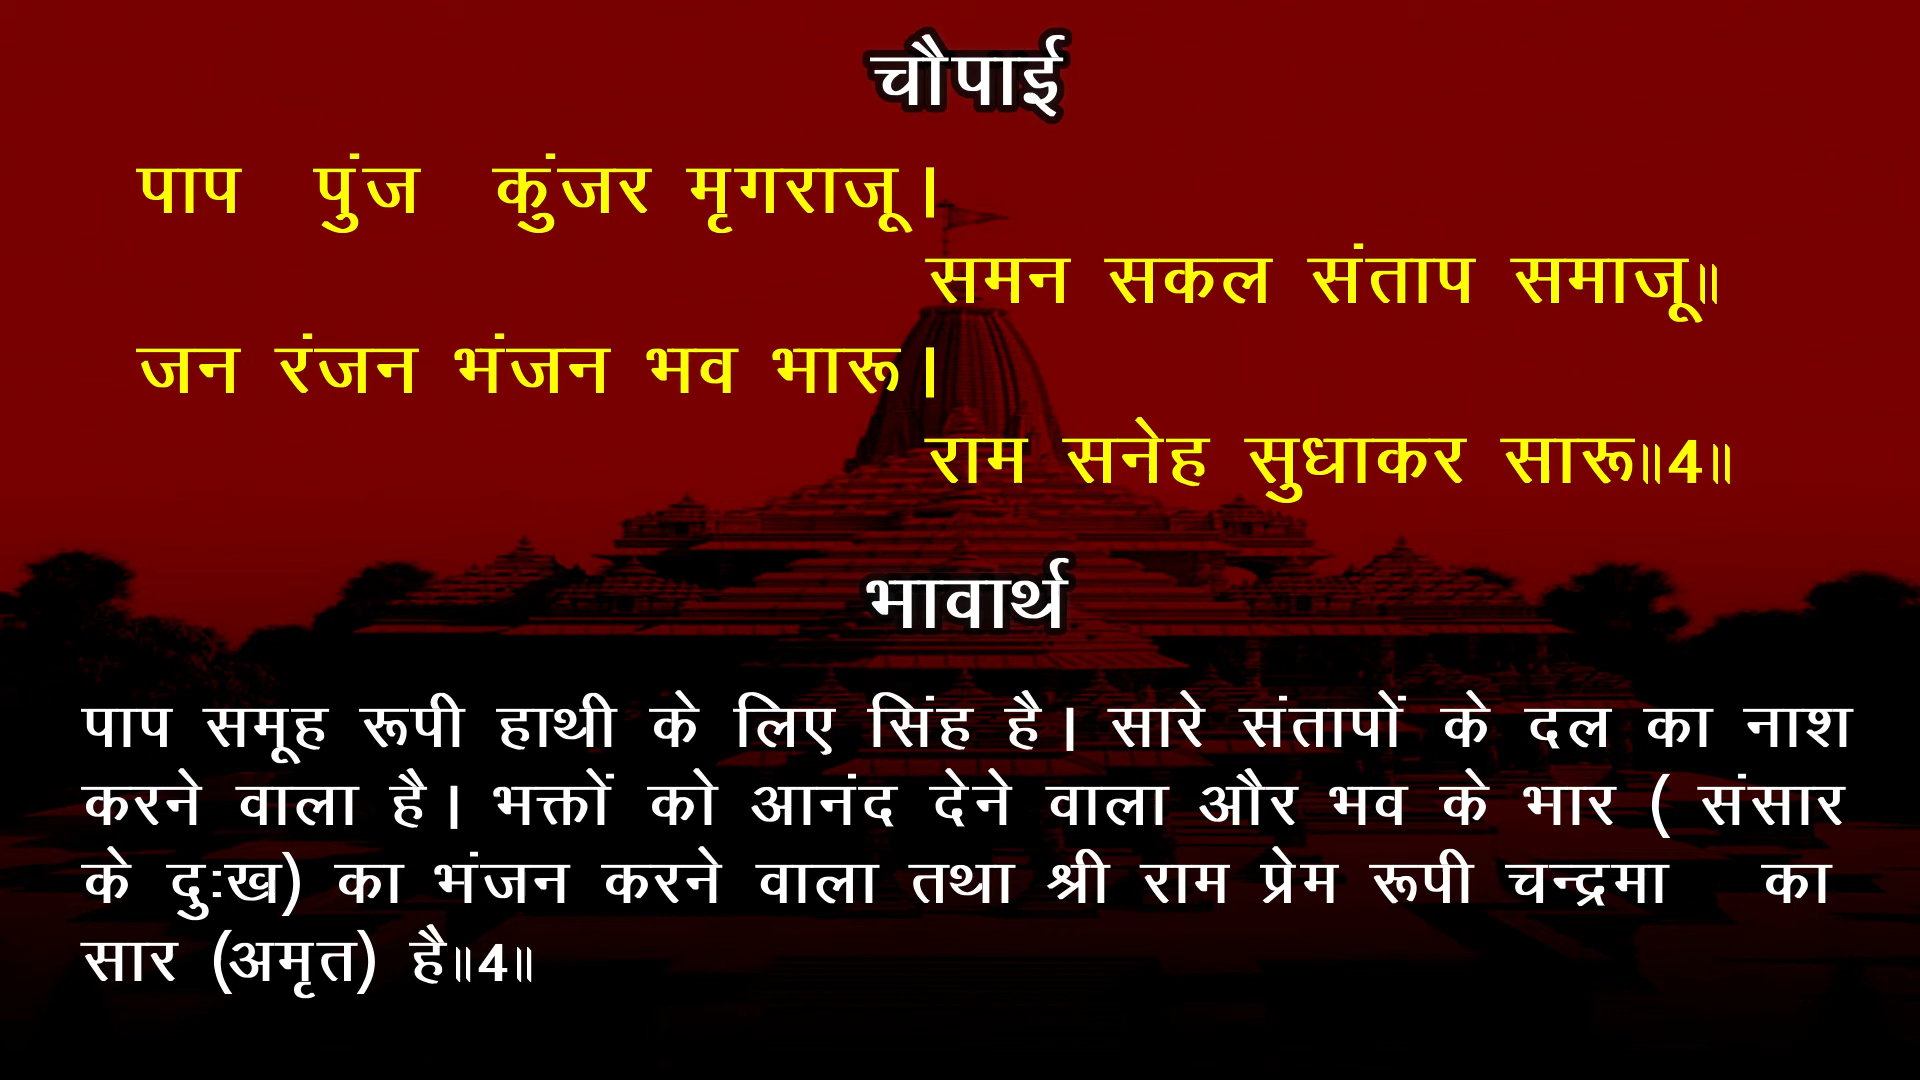 चौपाई
पाप पुंज कुंजर मृगराजू।
समन सकल संताप समाजू॥
जन रंजन भंजन भव भारू।
राम सनेह सुधाकर सारू॥4॥
भावार्थ
पाप समूह रूपी हाथी के लिए सिंह है। सारे संतापों के दल का नाश
करने वाला है। भक्तों को आनंद देने वाला और भव के भार ( संसार
के दुःख) का भंजन करने वाला तथा श्री राम प्रेम रूपी चन्द्रमा का
सार (अमृत) है॥4॥